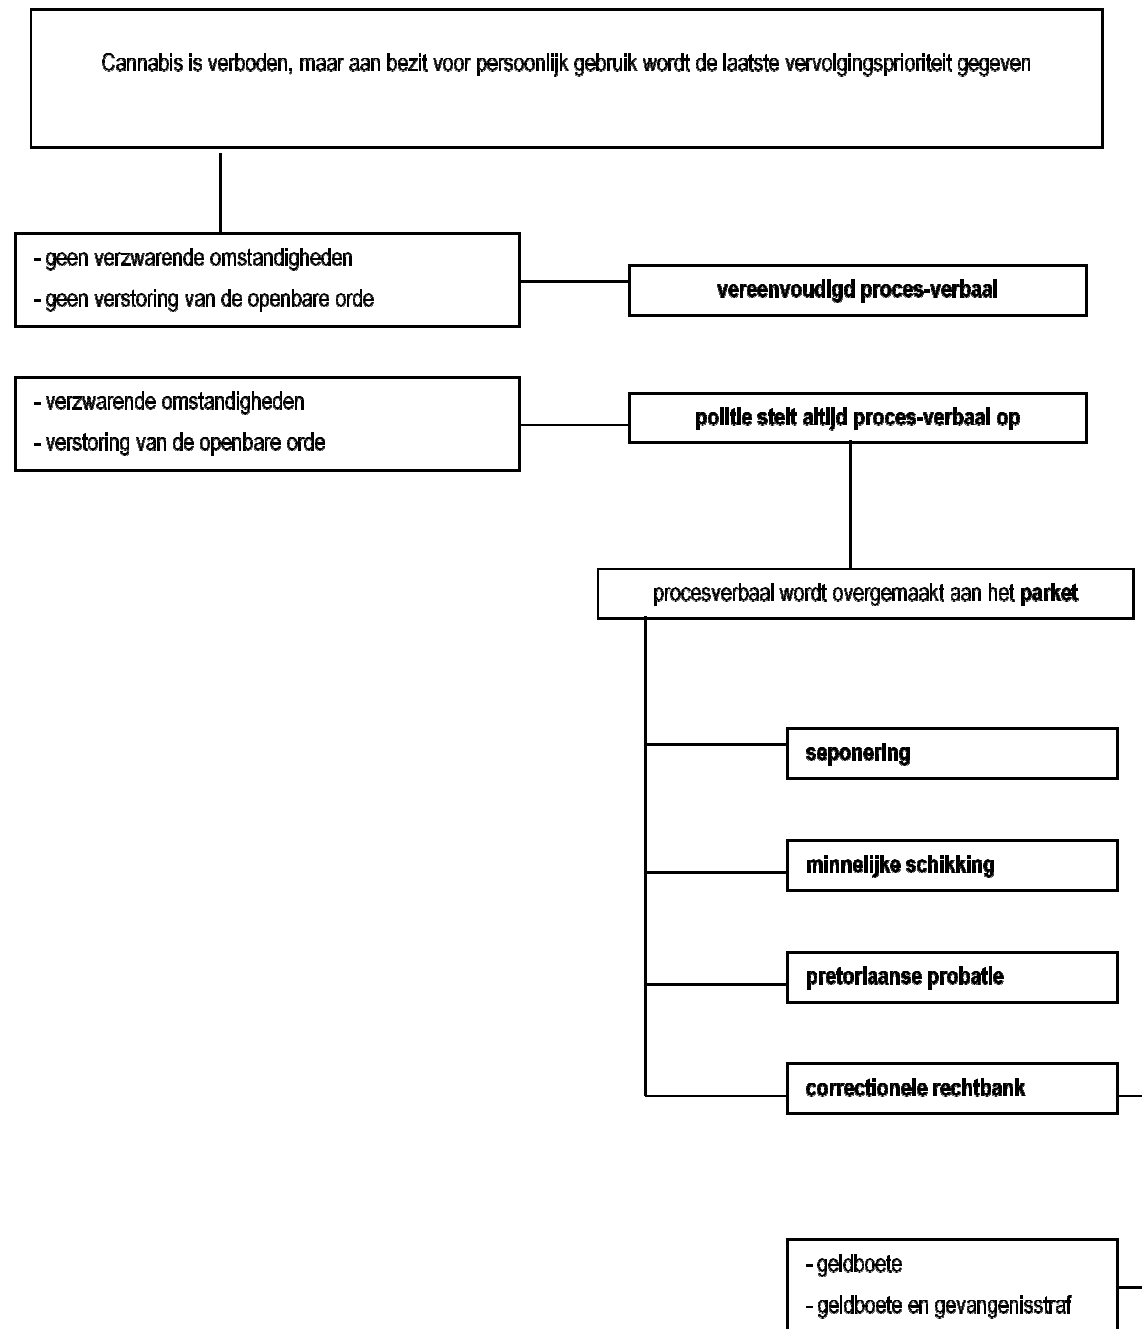 Cannabis is verboden, maar aan bezit voor persoonlijk gebruik wordt de laatste vervolgingsprioriteit gegeven
- geen verzwarende omstandigheden
- geen verstoring van de openbare orde
vereenvoudigd proces-verbaal
- verzwarende omstandigheden
- verstoring van de openbare orde
politie stelt altijd proces-verbaal op
procesverbaal wordt overgemaakt aan het parket
seponering
minnelijke schikking
pretoriaanse probatie
correctionele rechtbank
- geldboete
- geldboete en gevangenisstraf